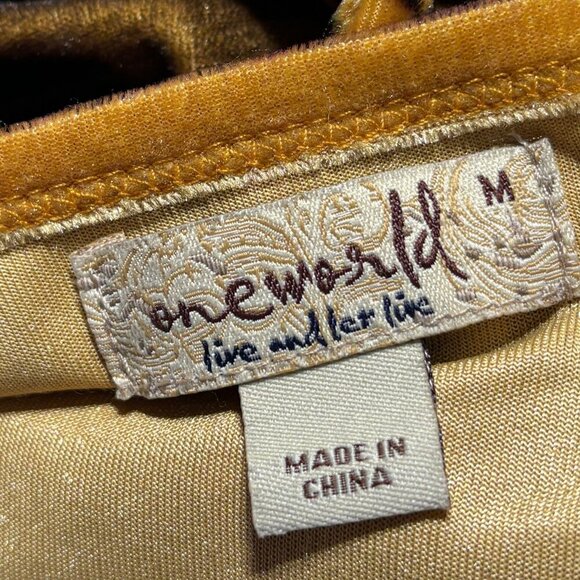 oneworld
M
live and let live
MADE IN
CHINA